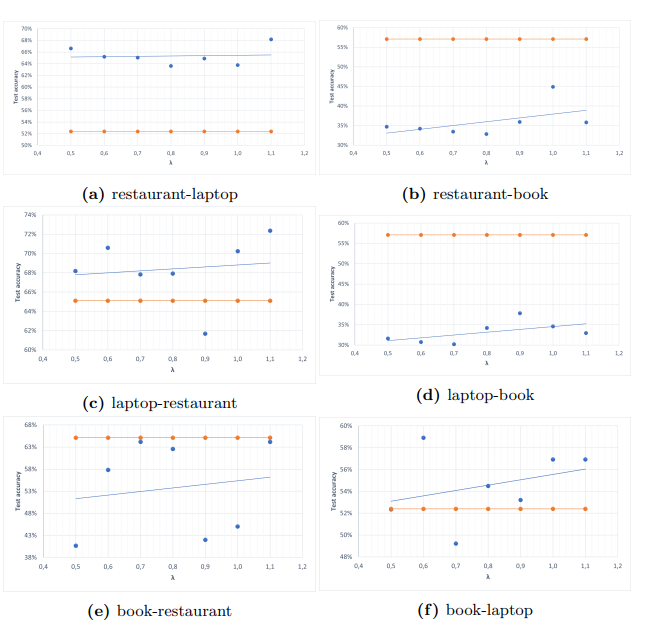 70%
68%
66%
64%
62%
60%
58%
56%
54%
52%
50%
Test accuracy
0,4 0,5 0,6 0,7 0,8 0,9 1,0 1,1 1,2
λ
(a) restaurant-laptop
60%
55%
50%
45%
40%
35%
30%
Test accuracy
0,4 0,5 0,6 0,7 0,8 0,9 1,0 1,1 1,2
λ
(b) restaurant-book
74%
72%
70%
68%
66%
64%
62%
60%
Test accuracy
0,4 0,5 0,6 0,7 0,8 0,9 1,0 1,1 1,2
λ
(c) laptop-restaurant
60%
55%
50%
45%
40%
35%
30%
Test accuracy
0,4 0,5 0,6 0,7 0,8 0,9 1,0 1,1 1,2
λ
(d) laptop-book
68%
63%
58%
53%
48%
43%
38%
Test accuracy
0,4 0,5 0,6 0,7 0,8 0,9 1,0 1,1 1,2
λ
(e) book-restaurant
60%
58%
56%
54%
52%
50%
48%
Test accuracy
0,4 0,5 0,6 0,7 0,8 0,9 1,0 1,1 1,2
λ
(f) book-laptop